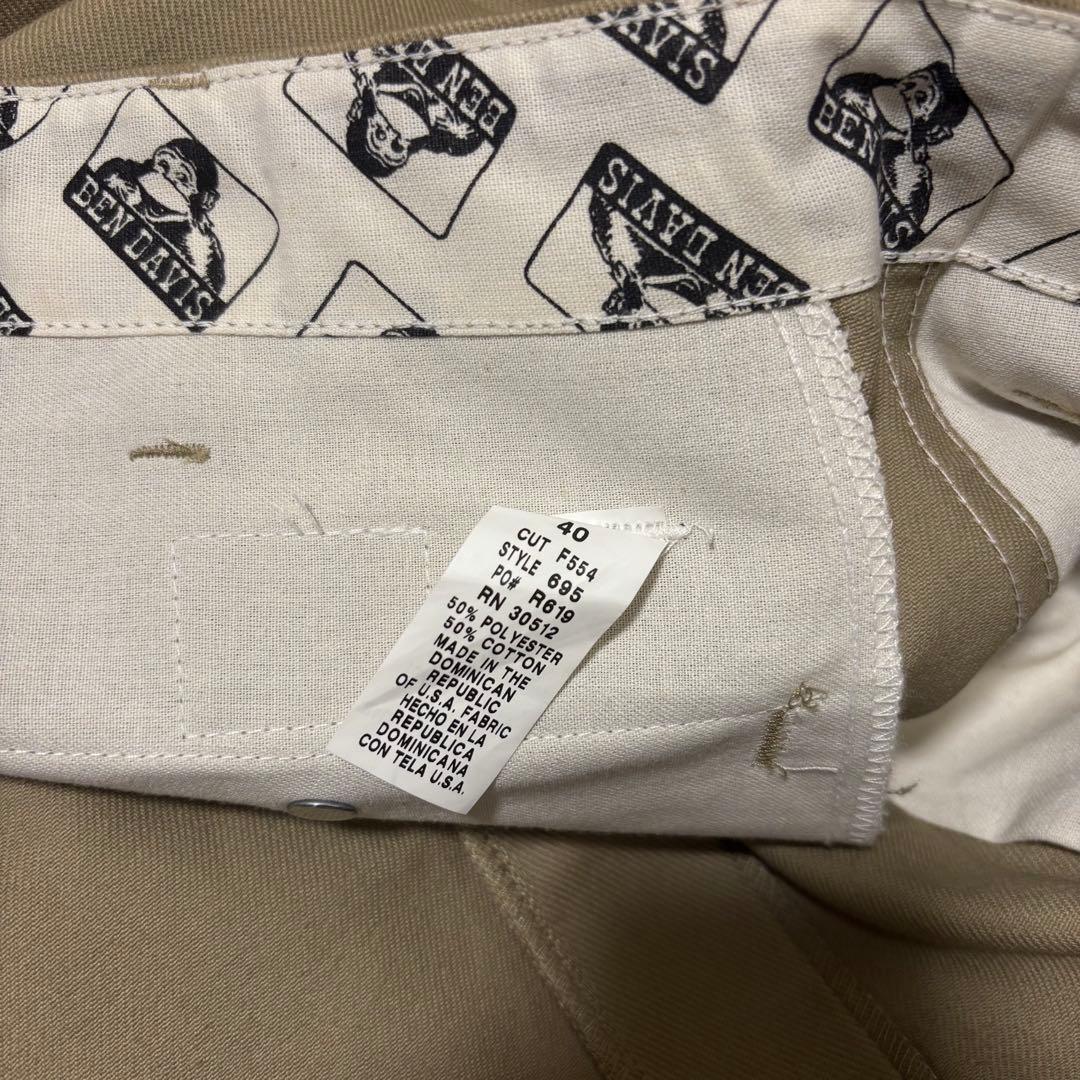 BEN DAVIS
BEN
DAVIS
BEN DAVIS
BEN
40
CUT F554
STYLE 695
PO# R619
RN 30512
50% POLYESTER
50% COTTON
MADE IN THE
DOMINICAN
REPUBLIC
OF U.S.A. FABRIC
HECHO EN LA
REPUBLICA
DOMINICANA
CON TELA U.S.A.